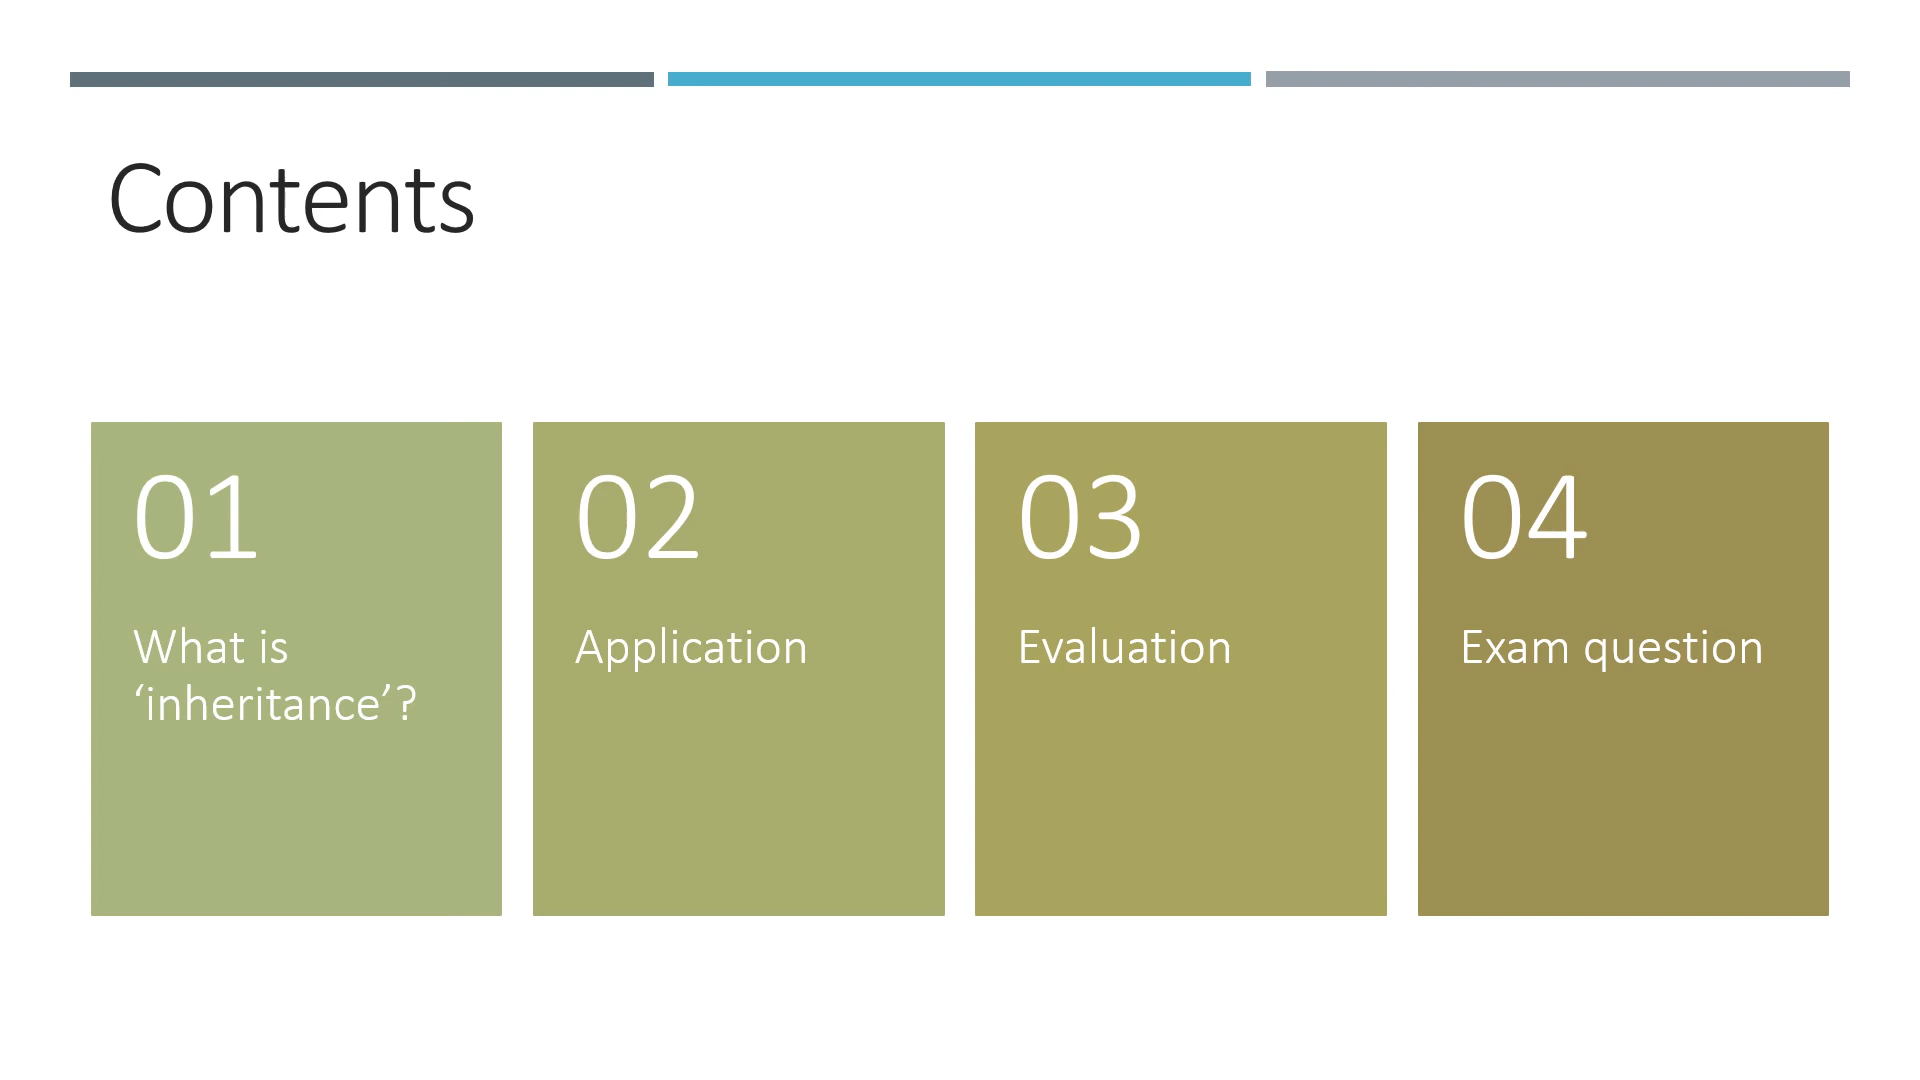 Contents
01
What is
‘inheritance’?
02
Application
03
Evaluation
04
Exam question